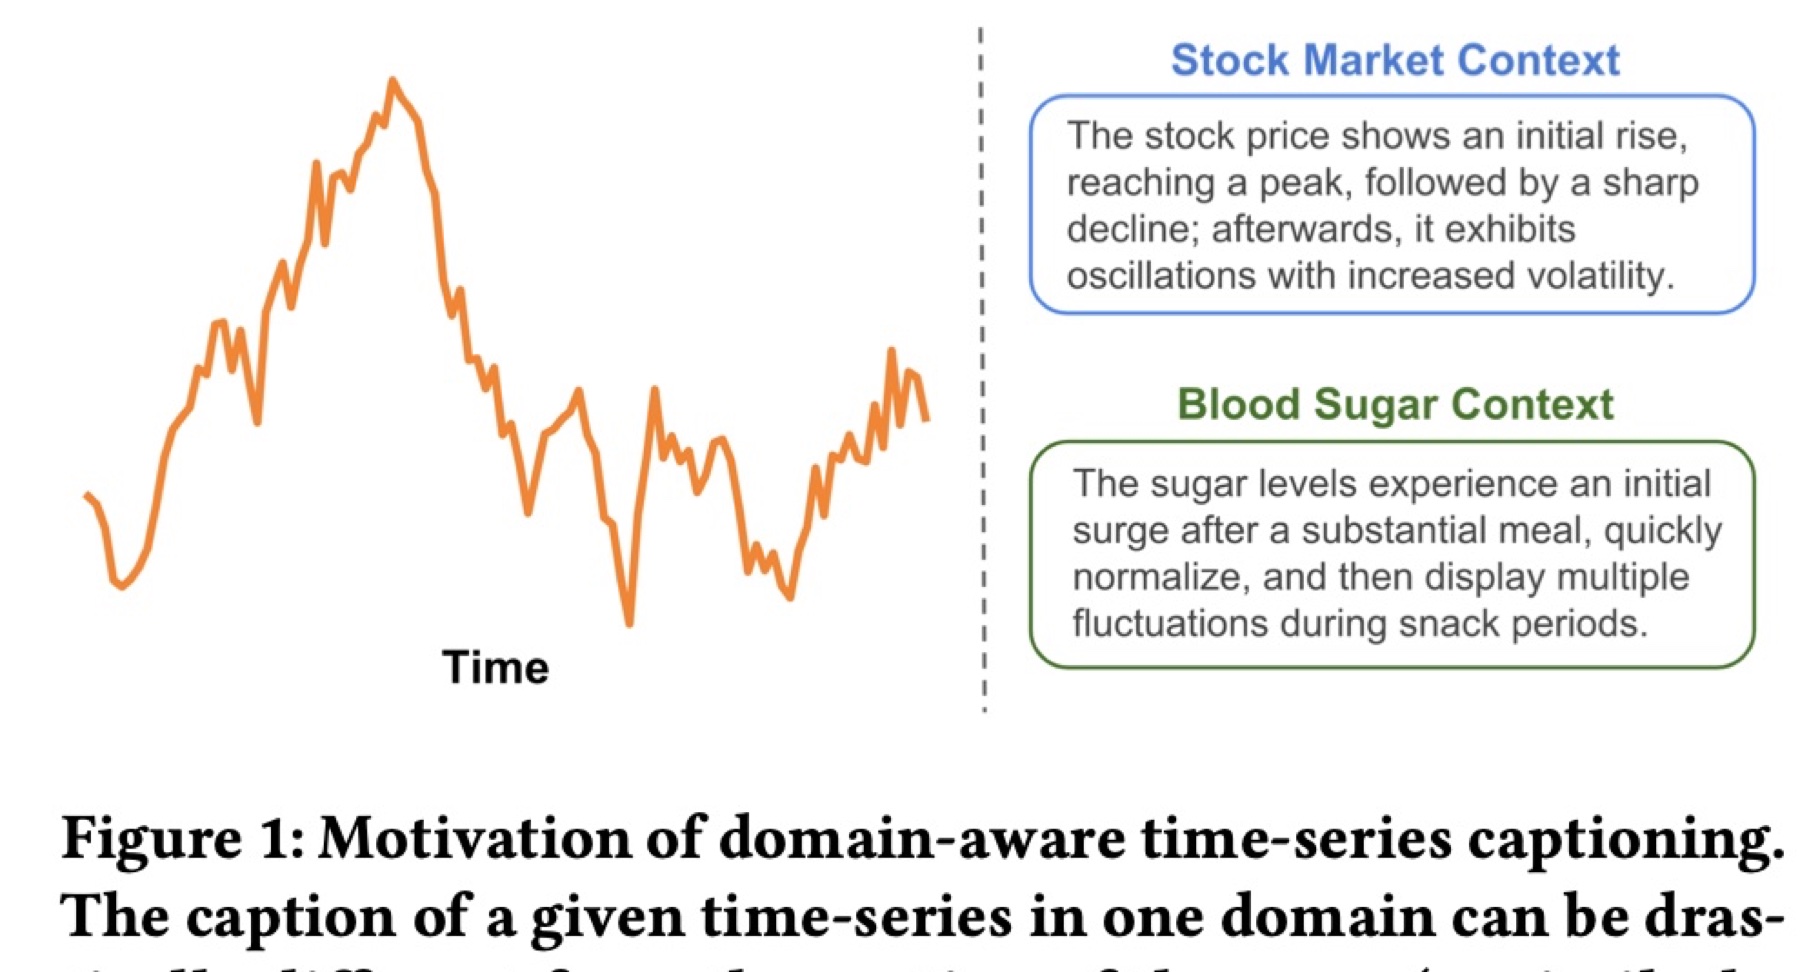 Stock Market Context
The stock price shows an initial rise,
reaching a peak, followed by a sharp
decline; afterwards, it exhibits
oscillations with increased volatility.
Blood Sugar Context
The sugar levels experience an initial
surge after a substantial meal, quickly
normalize, and then display multiple
fluctuations during snack periods.
Time
Figure 1: Motivation of domain-aware time-series captioning.
The caption of a given time-series in one domain can be dras-